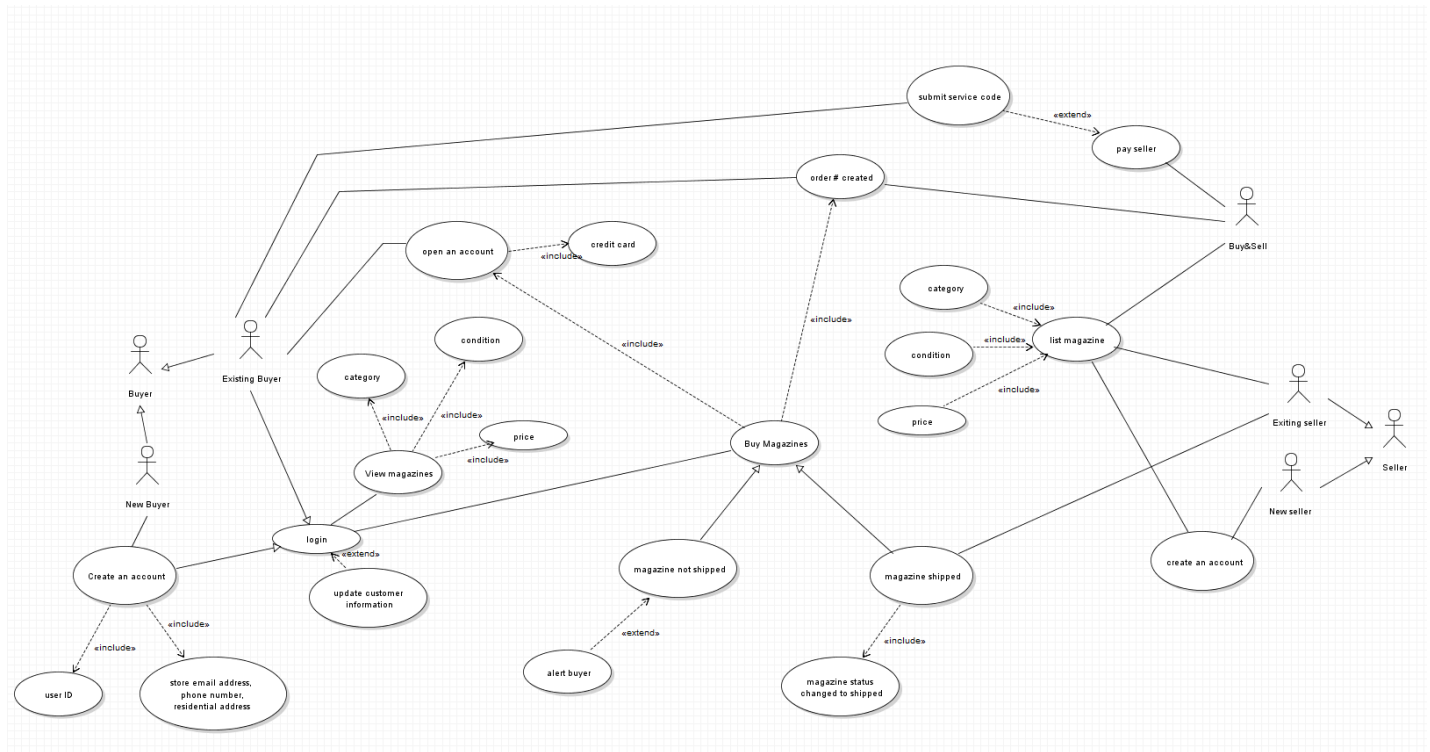 submit service code
«extend»
pay seller
order # created
Buy&Sell
open an account
credit card
«include»
category
«include»
list magazine
condition
«include»
«include»
«include»
price
«include»
Existing Buyer
Buyer
condition
category
«include»
«include»
price
«include»
View magazines
Buy Magazines
Exiting seller
Seller
New Buyer
New seller
login
«extend»
update customer
information
Create an account
«include»
«include»
user ID
store email address,
phone number,
residential address
magazine not shipped
«extend»
alert buyer
magazine shipped
«include»
magazine status
changed to shipped
create an account